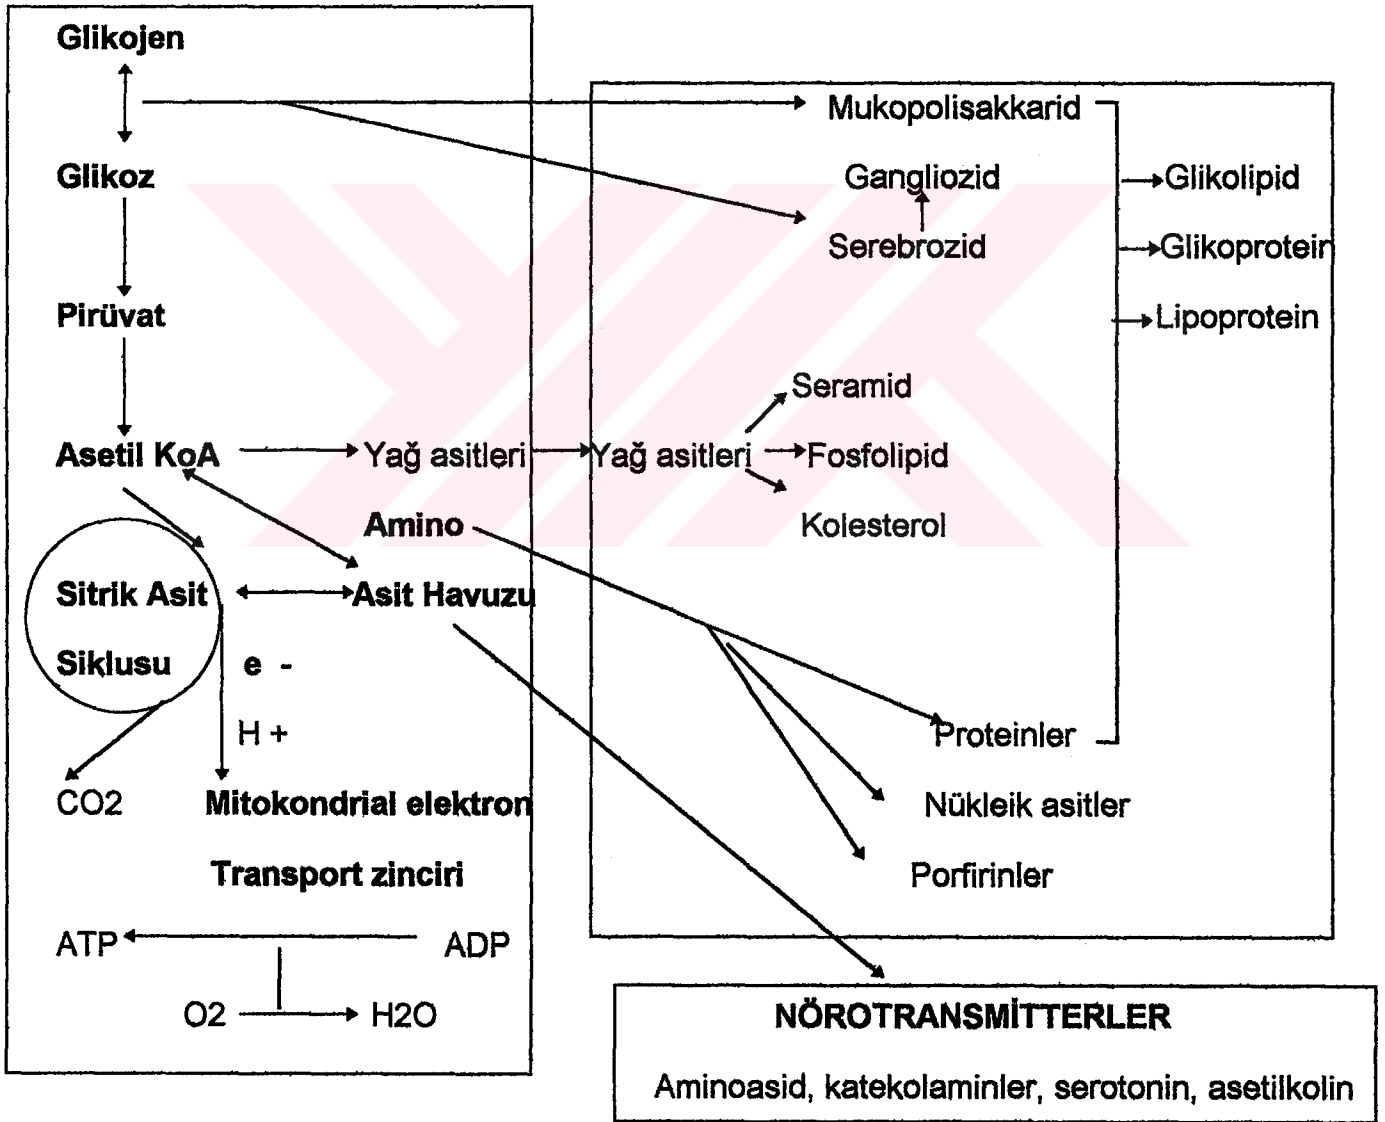 Glikojen
Mukopolisakkarid
Glikoz
Gangliozid
Glikolipid
Serebrozid
Glikoprotein
Pirüvat
Lipoprotein
Seramid
Asetil KoA
Yağ asitleri
Yağ asitleri
Fosfolipid
Amino
Kolesterol
Sitrik Asit
Asit Havuzu
Siklusu
e -
H +
Proteinler
CO2
Mitokondrial elektron
Nükleik asitler
Transport zinciri
Porfirinler
ATP
ADP
O2
H2O
NÖROTRANSMİTTERLER
Aminoasid, katekolaminler, serotonin, asetilkolin